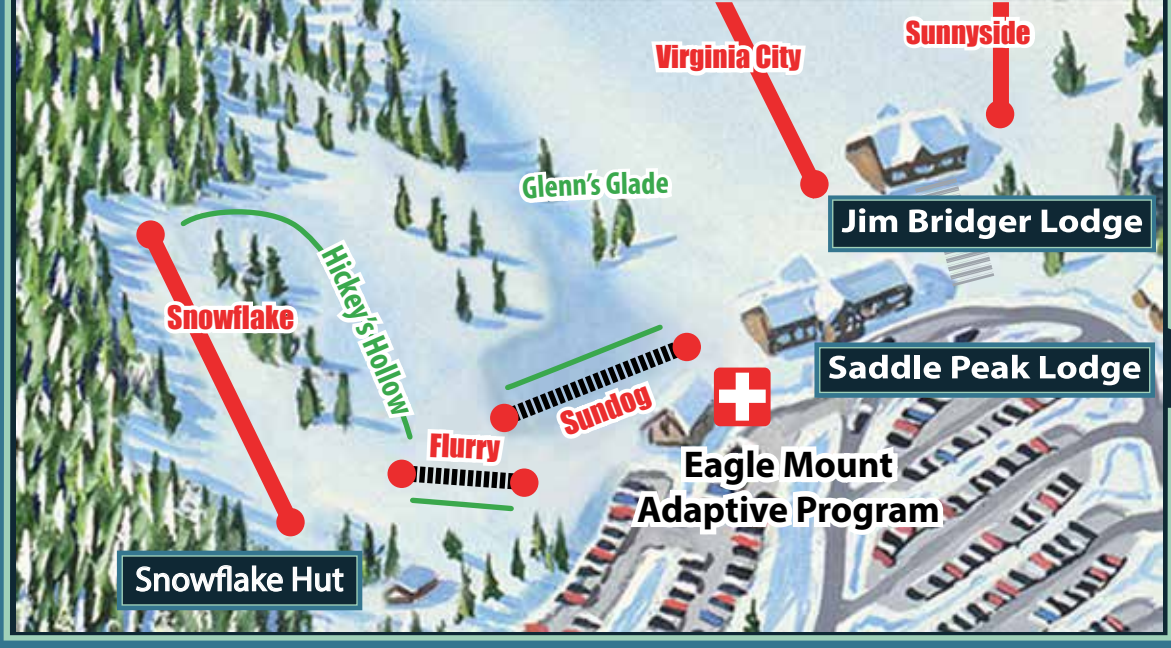 Sunnyside
Virginia City
Glenn's Glade
Jim Bridger Lodge
Hickey's Hollow
Snowflake
Saddle Peak Lodge
Sundog
Flurry
Eagle Mount
Adaptive Program
Snowflake Hut